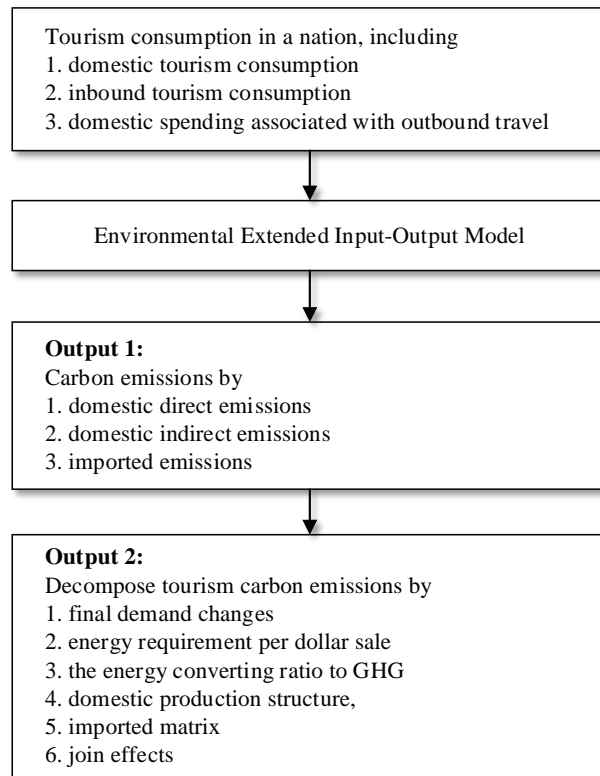 Tourism consumption in a nation, including
1. domestic tourism consumption
2. inbound tourism consumption
3. domestic spending associated with outbound travel
Environmental Extended Input-Output Model
Output 1:
Carbon emissions by
1. domestic direct emissions
2. domestic indirect emissions
3. imported emissions
Output 2:
Decompose tourism carbon emissions by
1. final demand changes
2. energy requirement per dollar sale
3. the energy converting ratio to GHG
4. domestic production structure,
5. imported matrix
6. join effects